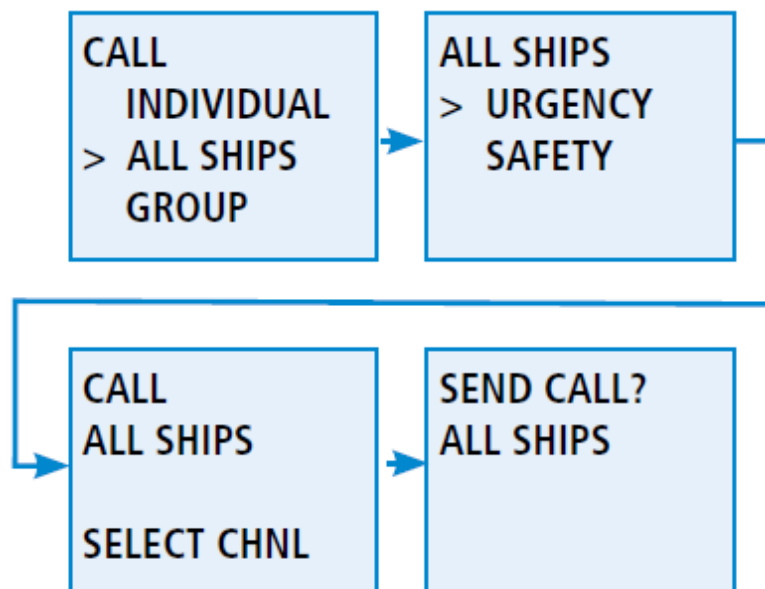 CALL
INDIVIDUAL
> ALL SHIPS
GROUP
ALL SHIPS
> URGENCY
SAFETY
CALL
ALL SHIPS
SELECT CHNL
SEND CALL?
ALL SHIPS